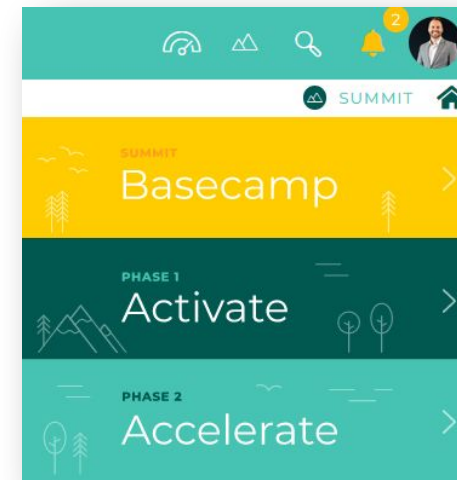 2
SUMMIT
SUMMIT
Basecamp
PHASE 1
Activate
PHASE 2
Accelerate